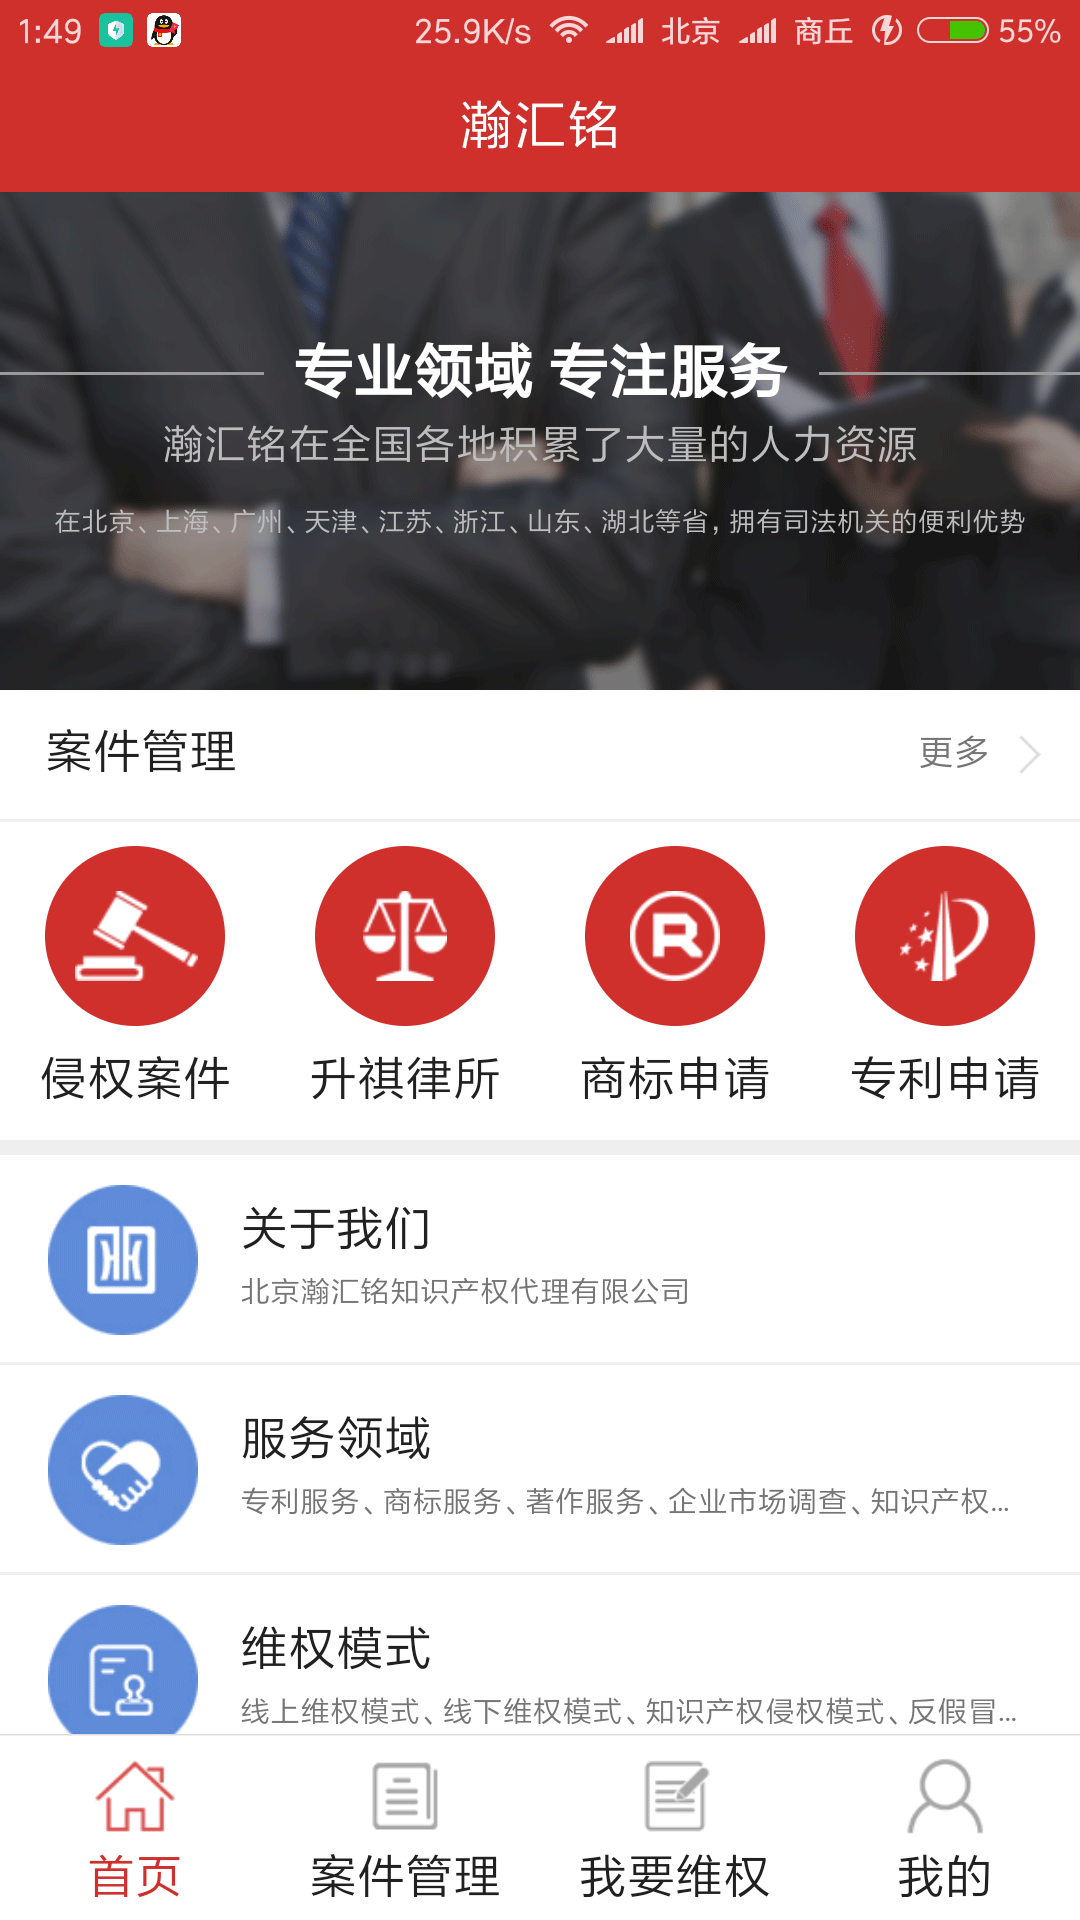 1:49 25.9K/s 北京 商丘 55%
瀚汇铭
专业领域 专注服务
瀚汇铭在全国各地积累了大量的人力资源
在北京、上海、广州、天津、江苏、浙江、山东、湖北等省，拥有司法机关的便利优势
案件管理 更多
R
侵权案件 升祺律所 商标申请 专利申请
关于我们
北京瀚汇铭知识产权代理有限公司
服务领域
专利服务、商标服务、著作服务、企业市场调查、知识产权...
维权模式
线上维权模式、线下维权模式、知识产权侵权模式、反假冒...
首页 案件管理 我要维权 我的